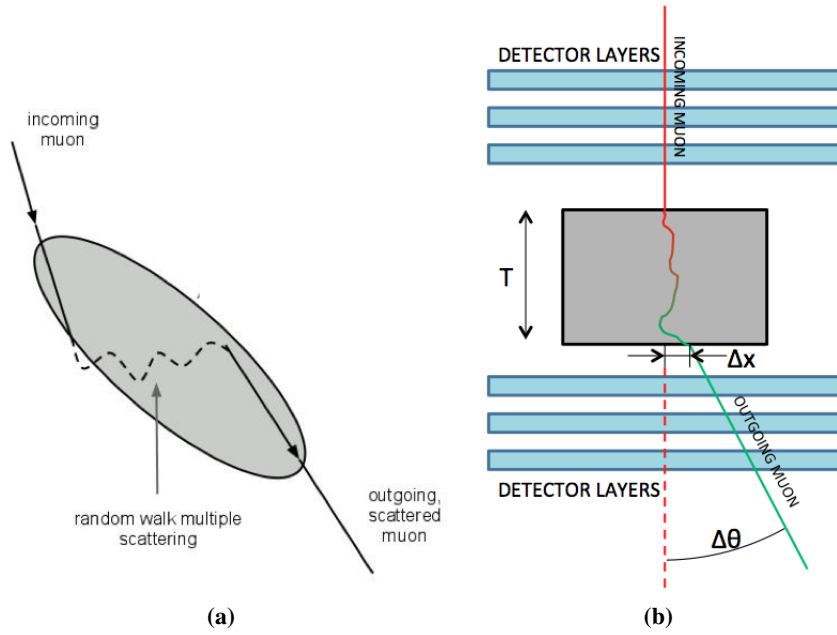 incoming
muon
random walk multiple
scattering
outgoing,
scattered
muon
(a)
DETECTOR LAYERS
INCOMING MUON
T
Δx
OUTGOING MUON
DETECTOR LAYERS
Δθ
(b)